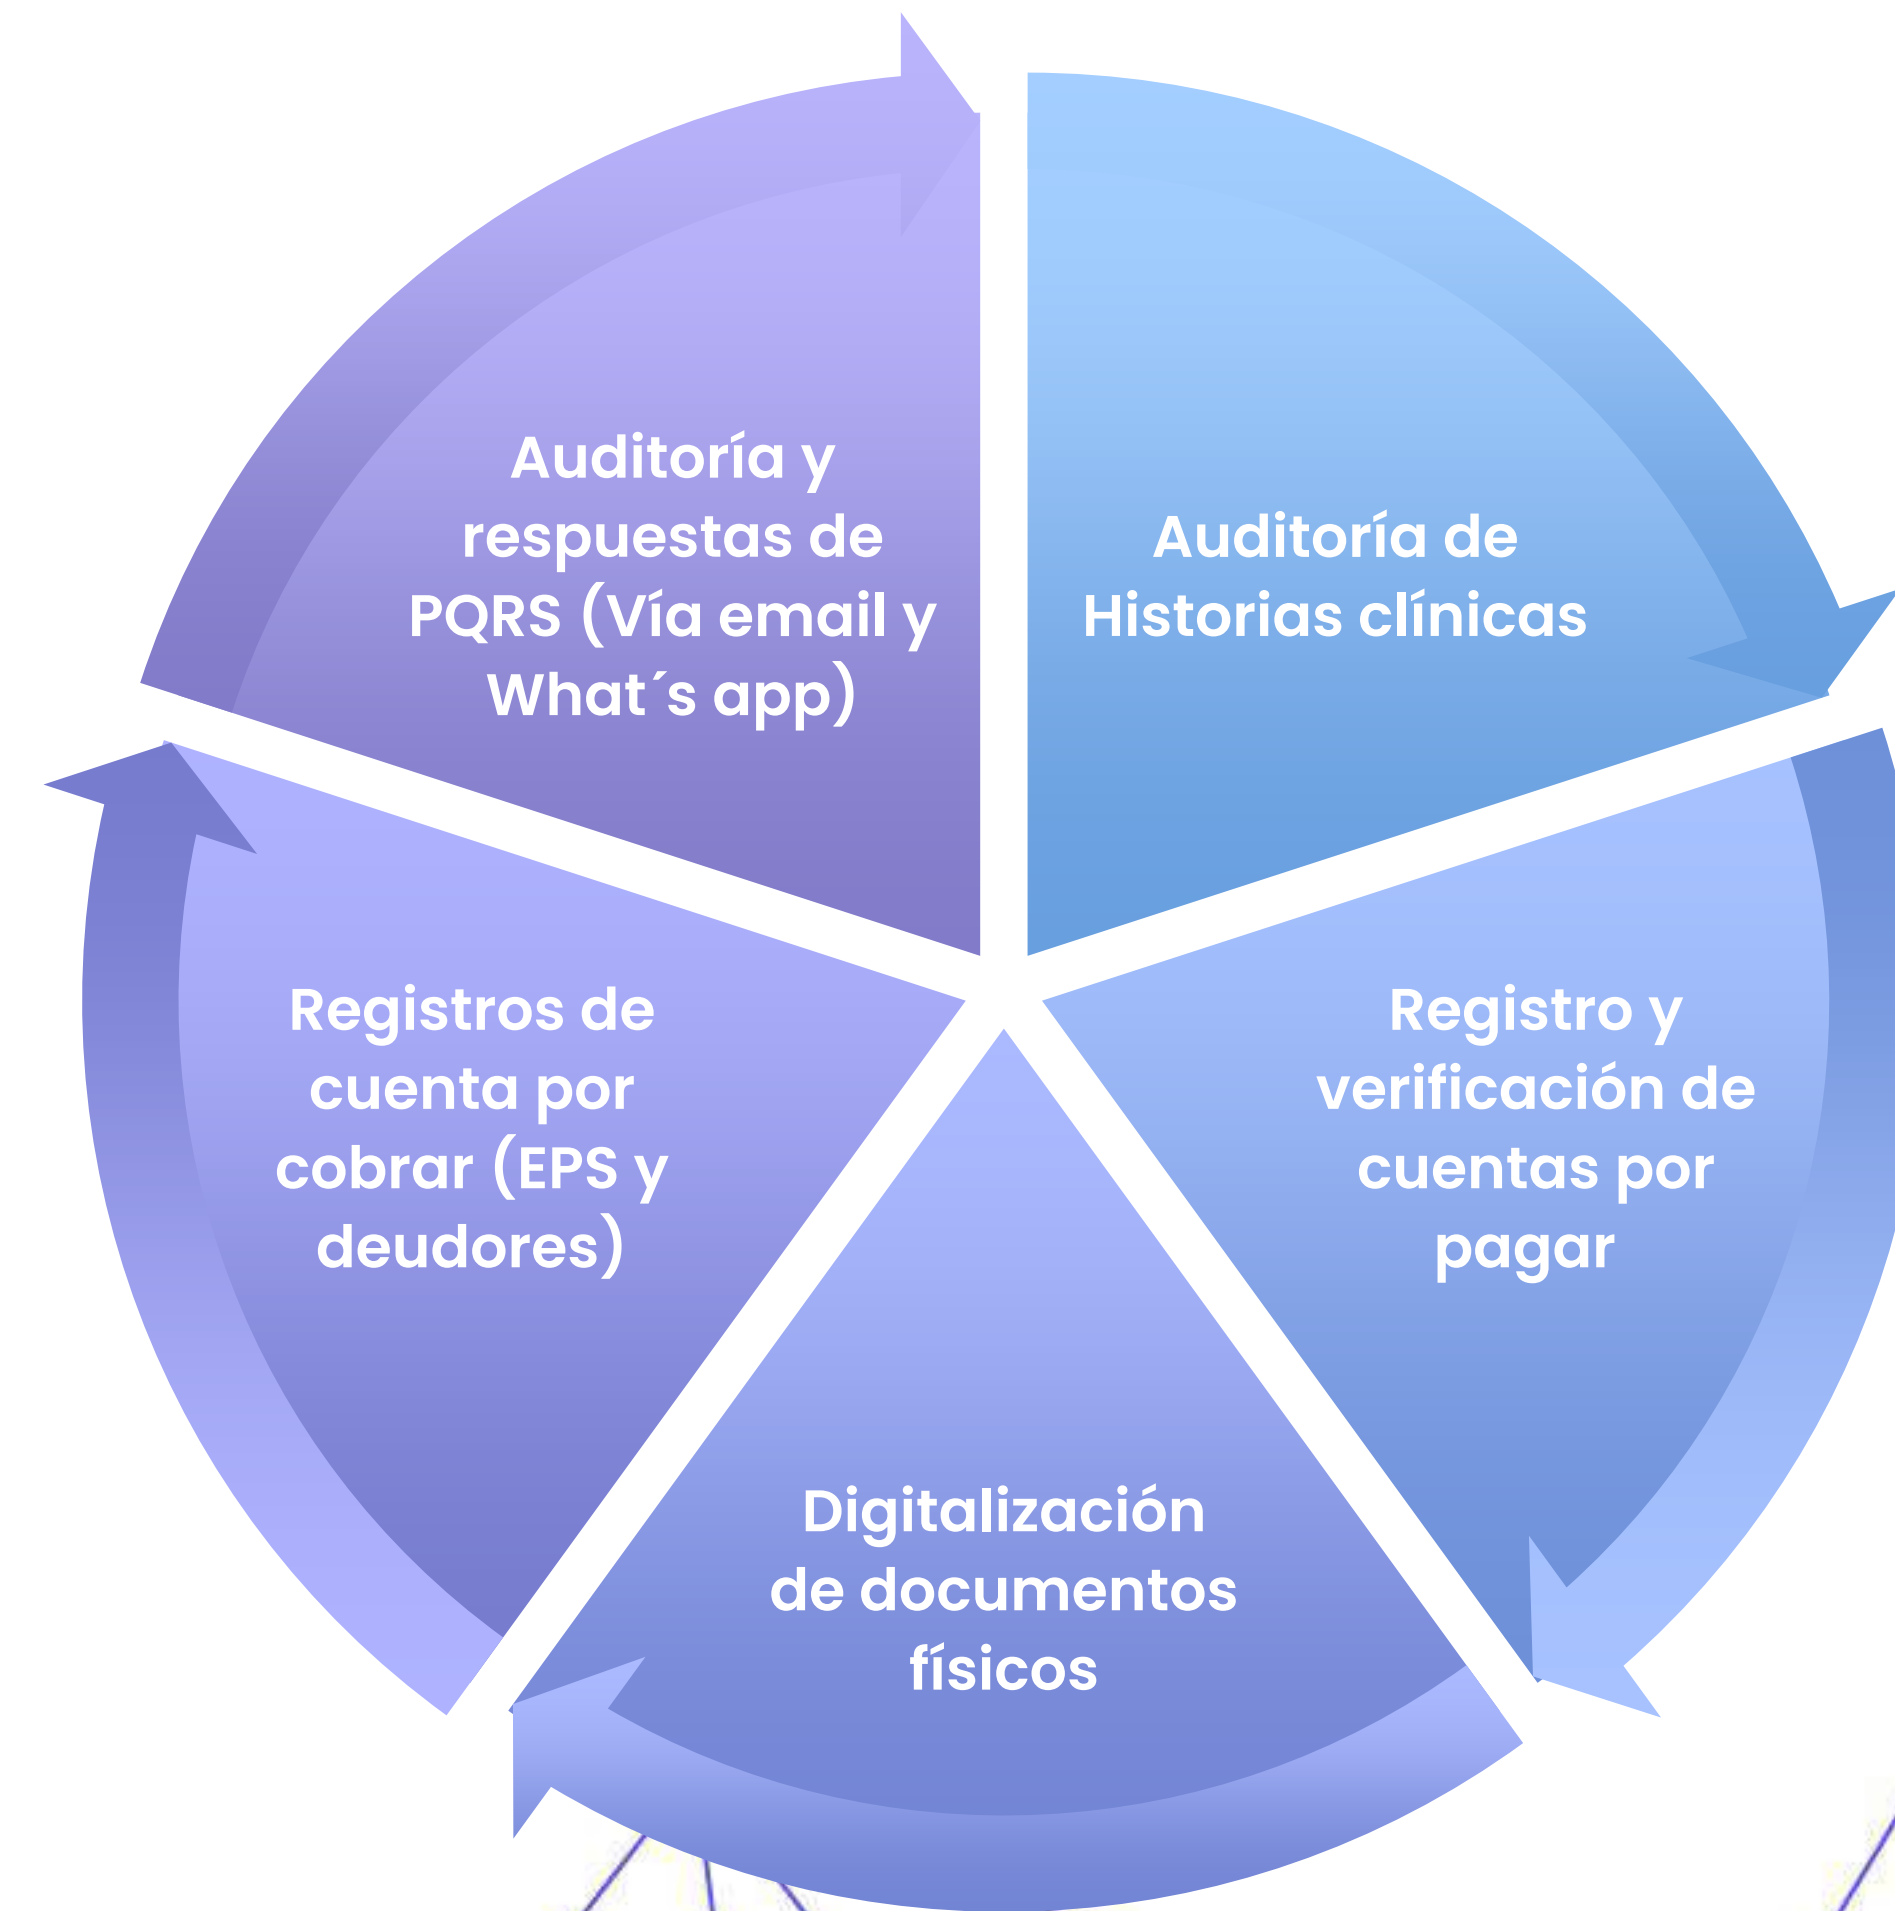 Auditoría y
respuestas de
PQRS (Vía email y
What´s app)
Auditoría de
Historias clínicas
Registro y
verificación de
cuentas por
pagar
Digitalización
de documentos
físicos
Registros de
cuenta por
cobrar (EPS y
deudores)